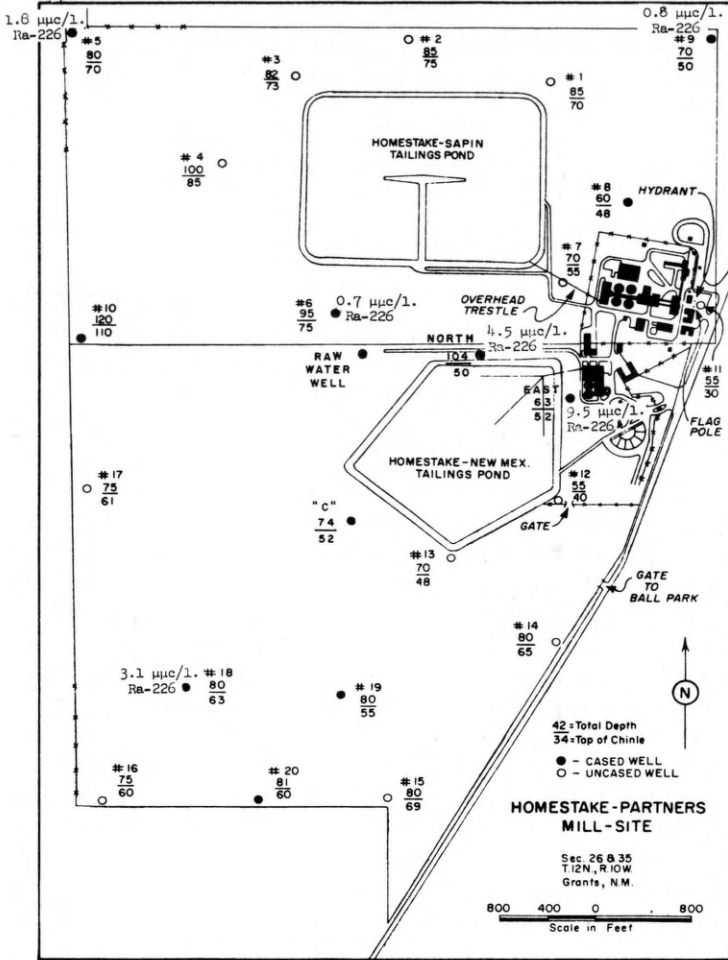 1.8 μμc/l.
Ra-226
0.8 μμc/l.
Ra-226
#5
80
70
#3
82
73
#2
85
75
#1
85
70
#9
70
50
HOMESTAKE-SAPIN
TAILINGS POND
#4
100
85
#8
60
48
HYDRANT
#7
70
55
OVERHEAD
TRESTLE
#10
120
110
#6
95
75
0.7 μμc/l.
Ra-226
RAW
WATER
WELL
NORTH
104
50
4.5 μμc/l.
Ra-226
EAST
63
52
9.5 μμc/l.
Ra-226
#11
55
30
FLAG
POLE
HOMESTAKE-NEW MEX.
TAILINGS POND
#17
75
61
"C"
74
52
#12
55
40
GATE
#13
70
48
GATE
TO
BALL PARK
#14
80
65
3.1 μμc/l.
Ra-226
#18
80
63
#19
80
55
N
42=Total Depth
34=Top of Chinle
● - CASED WELL
○ - UNCASED WELL
#16
75
60
#20
81
60
#15
80
69
HOMESTAKE-PARTNERS
MILL-SITE
Sec. 26 & 35
T.12N., R.10W.
Grants, N.M.
800 400 0 800
Scale in Feet